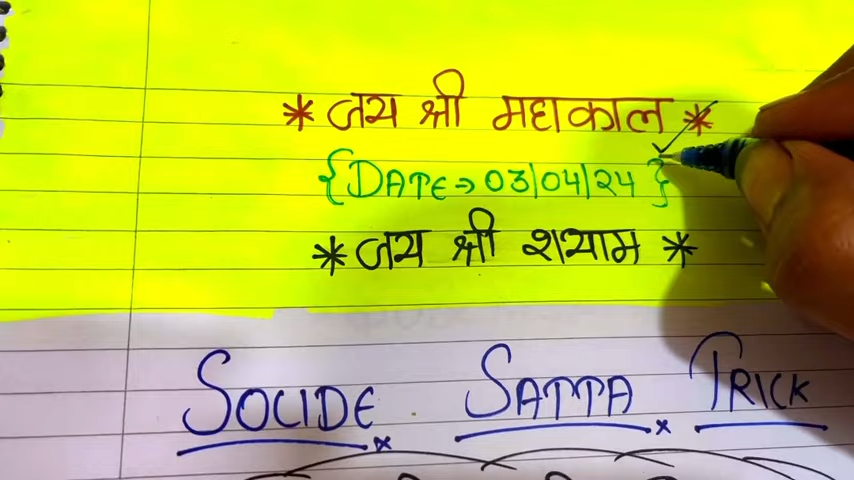 * जय श्री महाकाल *
{DATE → 03/04/24}
* जय श्री श्याम *
SOLIDE SATTA TRICK